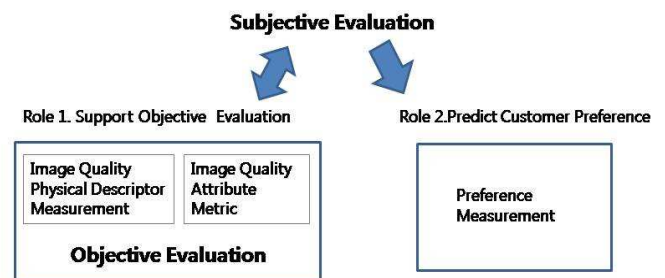 Subjective Evaluation
Role 1. Support Objective Evaluation
Role 2.Predict Customer Preference
Image Quality
Physical Descriptor
Measurement
Image Quality
Attribute
Metric
Objective Evaluation
Preference
Measurement